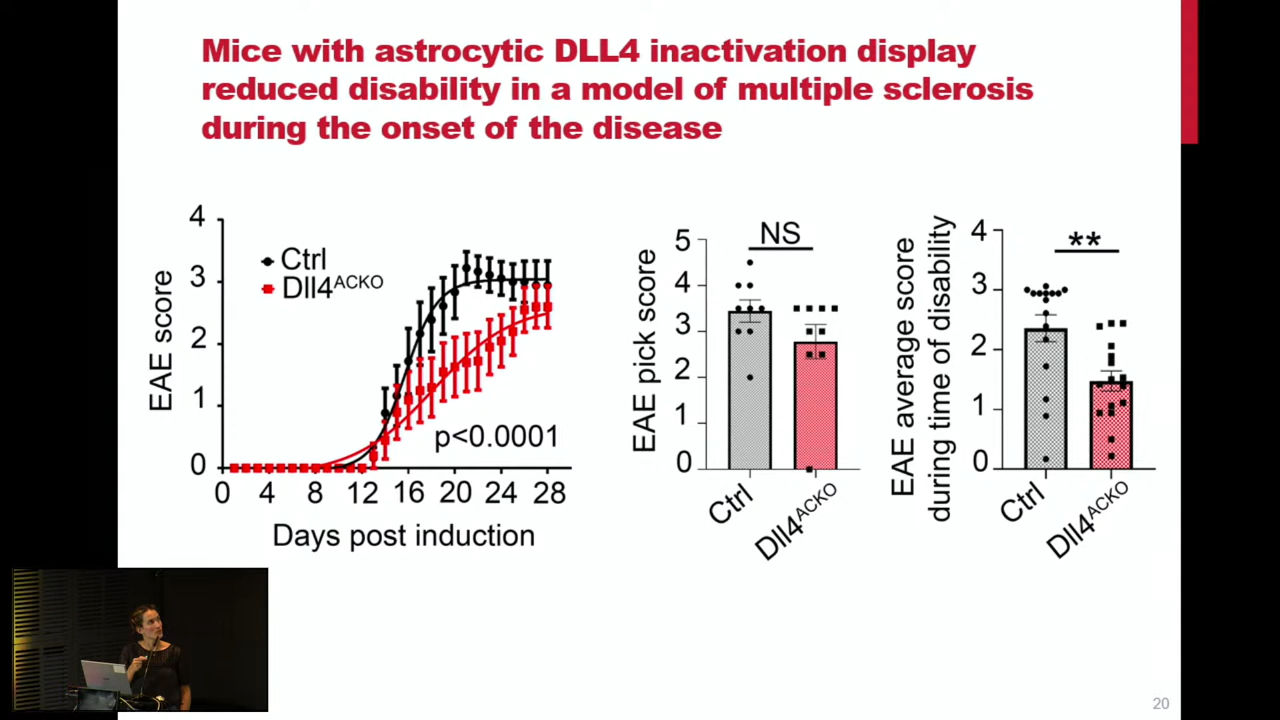 Mice with astrocytic DLL4 inactivation display
reduced disability in a model of multiple sclerosis
during the onset of the disease
EAE score
4
3
2
1
0
Ctrl
Dll4ACKO
p<0.0001
0 4 8 12 16 20 24 28
Days post induction
EAE pick score
5
4
3
2
1
0
NS
Ctrl
Dll4ACKO
EAE average score
during time of disability
4
3
2
1
0
**
Ctrl
Dll4ACKO
20